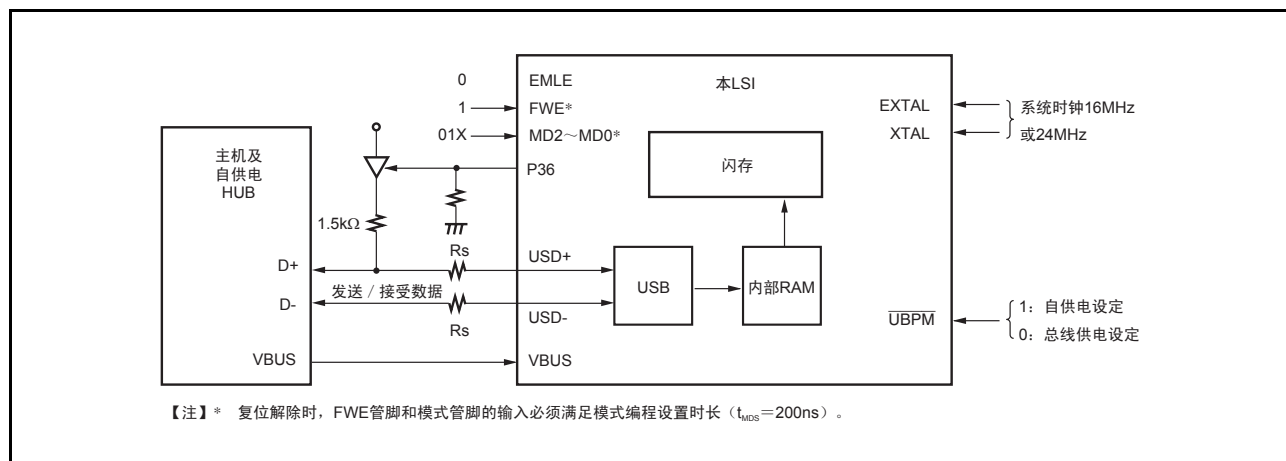 0 EMLE
本LSI
1 FWE*
EXTAL
系统时钟16MHz
01X MD2～MD0*
XTAL
或24MHz
主机及
自供电
HUB
P36
闪存
1.5kΩ
Rs
USD+
D+
USB
内部RAM
发送 / 接受数据
D-
USD-
Rs
UBPM
1：自供电设定
0：总线供电设定
VBUS
VBUS
【注】* 复位解除时，FWE管脚和模式管脚的输入必须满足模式编程设置时长（tMDS＝200ns）。